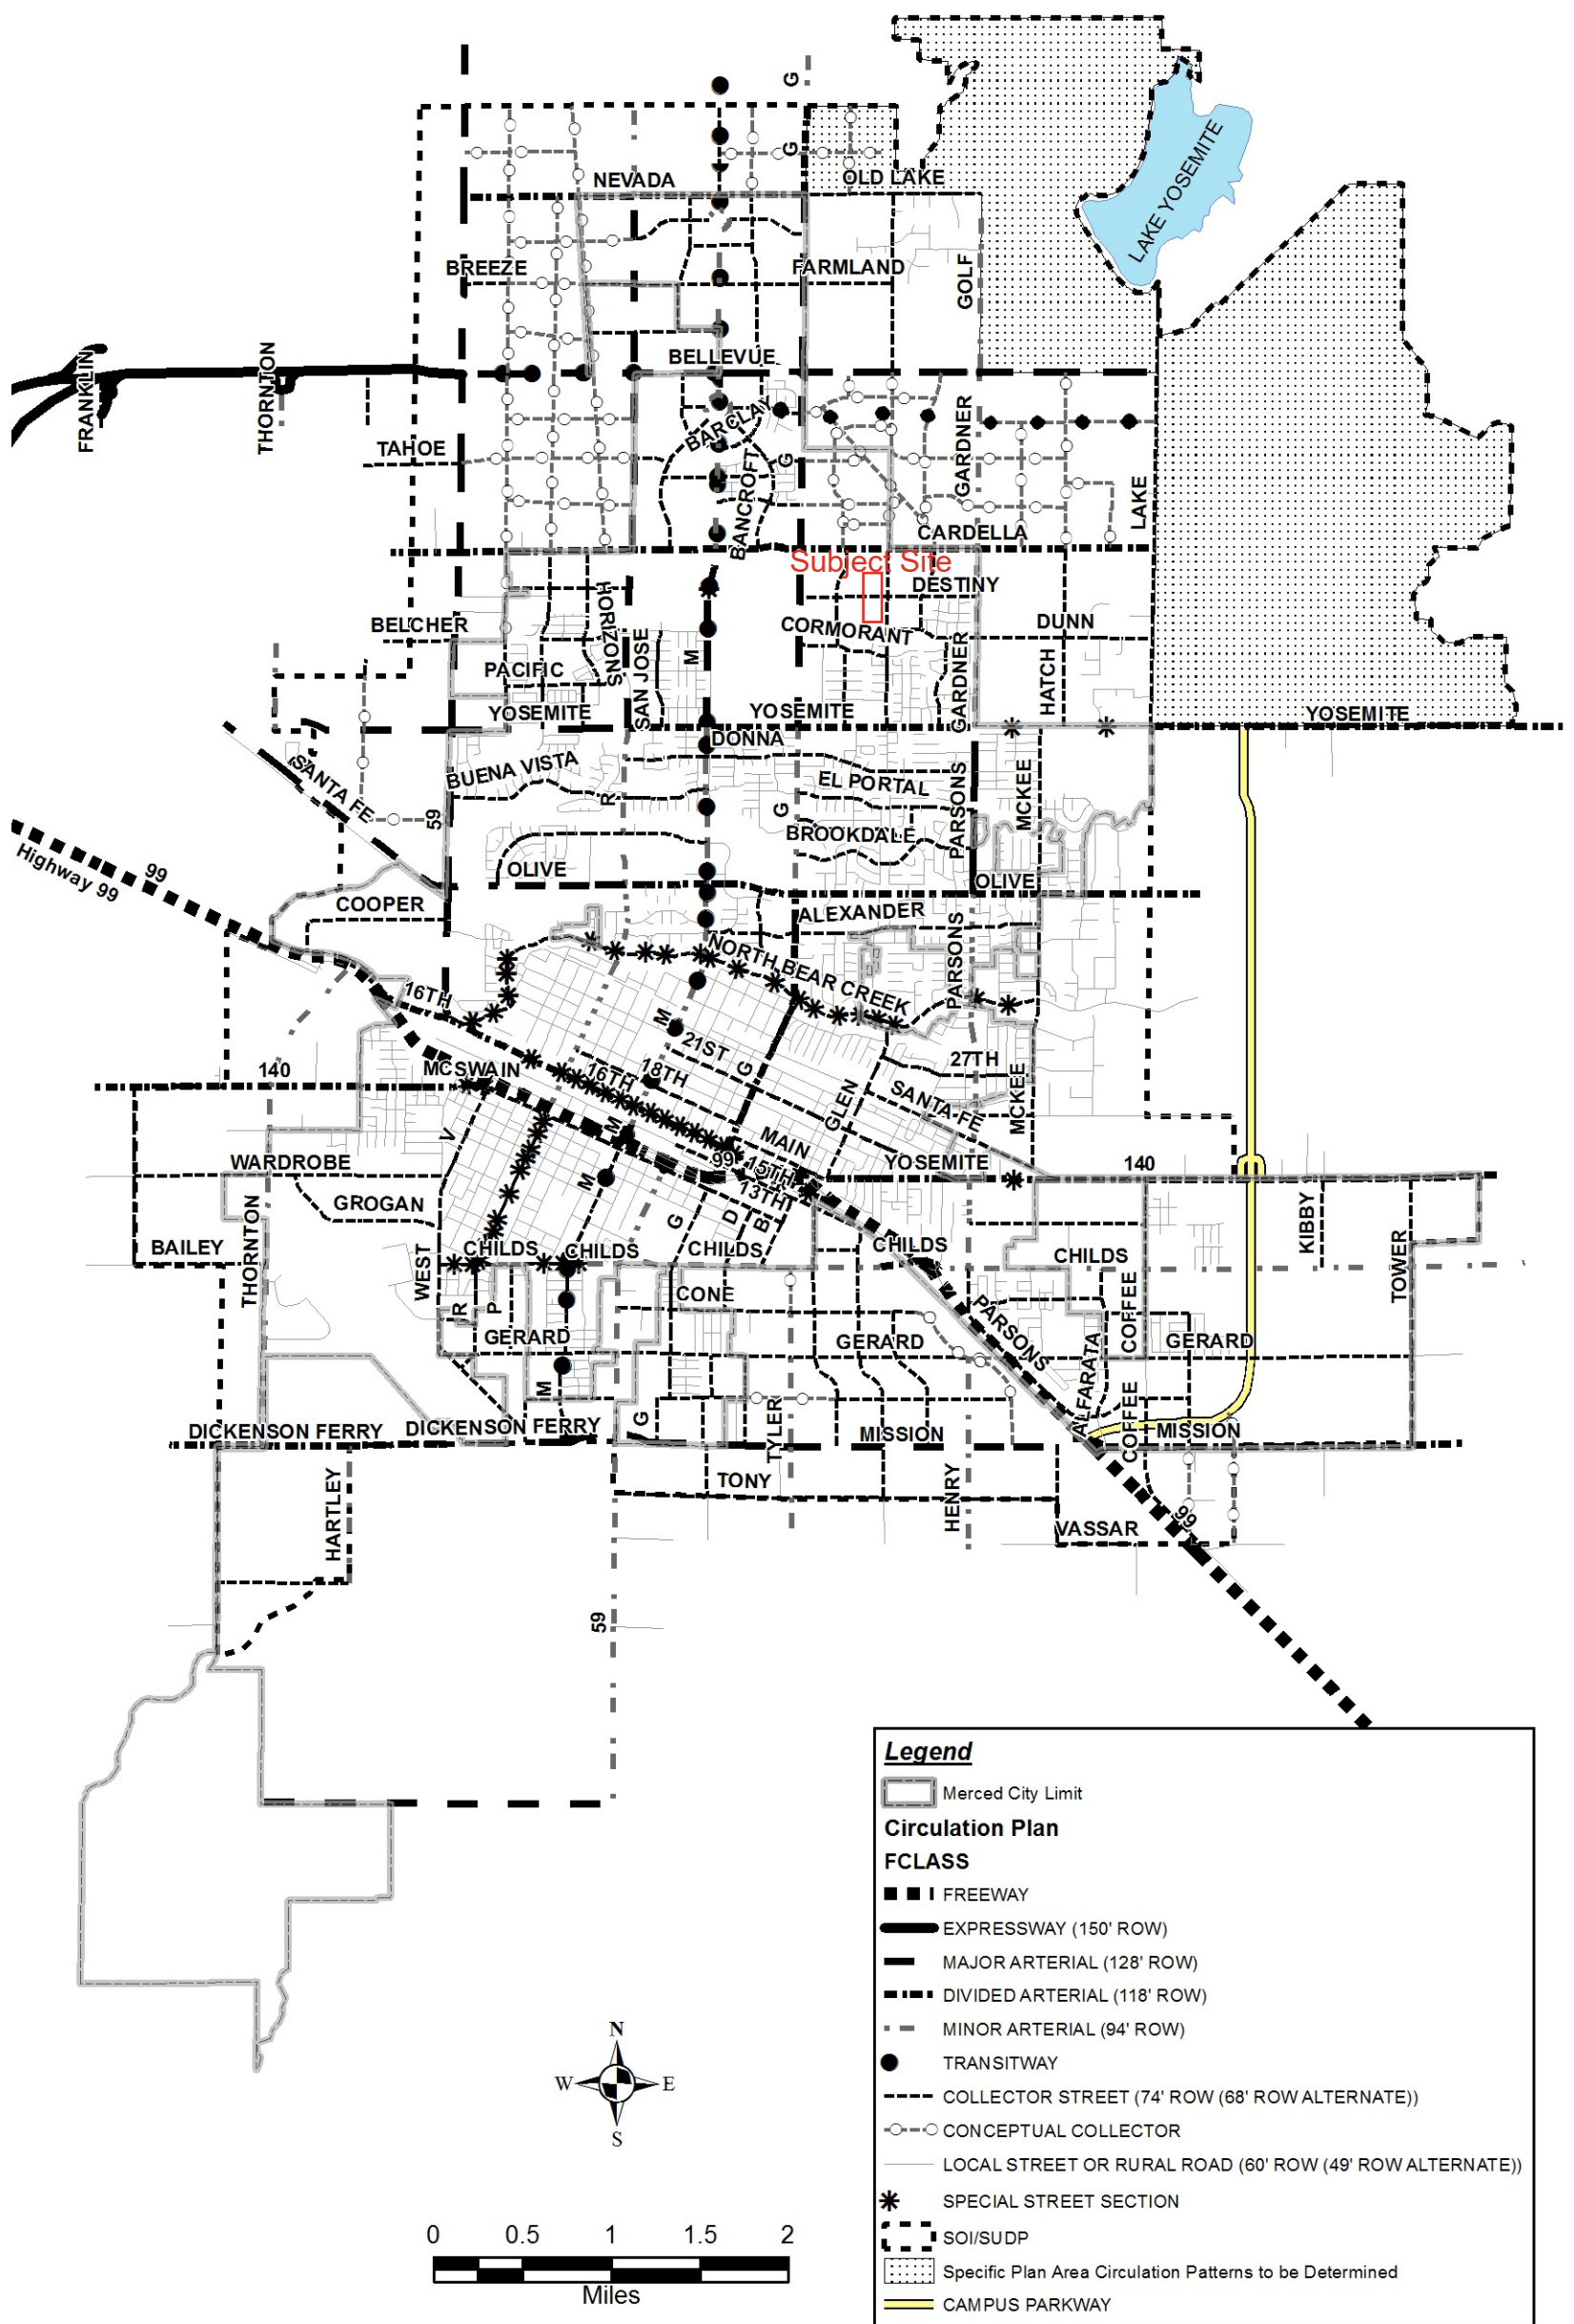 G
G
NEVADA
OLD LAKE
LAKE YOSEMITE
BREEZE
FARMLAND
GOLF
FRANKLIN
THORNTON
BELLEVUE
BARCLAY
TAHOE
BANCROFT
G
GARDNER
LAKE
CARDELLA
Subject Site
DESTINY
HORIZONS
BELCHER
CORMORANT
DUNN
SAN JOSE
M
PACIFIC
GARDNER
HATCH
YOSEMITE
YOSEMITE
YOSEMITE
DONNA
SANTA FE
BUENA VISTA
EL PORTAL
R
G
PARSONS
MCKEE
59
BROOKDALE
Highway 99
99
OLIVE
OLIVE
COOPER
ALEXANDER
NORTH BEAR CREEK
PARSONS
16TH
M
21ST
27TH
140
MCSWAIN
16TH
18TH
G
GLEN
SANTA FE
MCKEE
V
M
MAIN
99
15TH
13TH
YOSEMITE
140
WARDROBE
GROGAN
THORNTON
M
G
D
B
KIBBY
BAILEY
WEST
CHILDS
CHILDS
CHILDS
CHILDS
CHILDS
TOWER
CONE
R
P
COFFEE
GERARD
GERARD
PARSONS
GERARD
M
ALFARATA
G
TYLER
DICKENSON FERRY
DICKENSON FERRY
MISSION
COFFEE
MISSION
TONY
HARTLEY
HENRY
VASSAR
99
59
Legend
Merced City Limit
Circulation Plan
FCLASS
FREEWAY
EXPRESSWAY (150' ROW)
MAJOR ARTERIAL (128' ROW)
DIVIDED ARTERIAL (118' ROW)
MINOR ARTERIAL (94' ROW)
TRANSITWAY
COLLECTOR STREET (74' ROW (68' ROW ALTERNATE))
CONCEPTUAL COLLECTOR
LOCAL STREET OR RURAL ROAD (60' ROW (49' ROW ALTERNATE))
SPECIAL STREET SECTION
SOI/SUDP
Specific Plan Area Circulation Patterns to be Determined
CAMPUS PARKWAY
N
W E
S
0 0.5 1 1.5 2
Miles